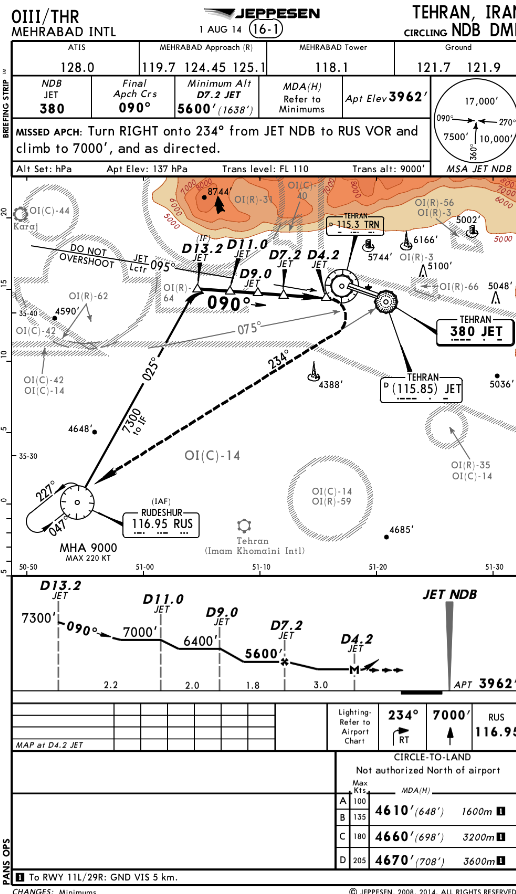 OIII/THR
MEHRABAD INTL
JEPPESEN
1 AUG 14 16-1
TEHRAN, IRAN
CIRCLING NDB DME
BRIEFING STRIP
ATIS
128.0
MEHRABAD Approach (R)
119.7 124.45 125.1
MEHRABAD Tower
118.1
Ground
121.7 121.9
NDB
JET
380
Final
Apch Crs
090°
Minimum Alt
D7.2 JET
5600'(1638')
MDA(H)
Refer to
Minimums
Apt Elev 3962'
MISSED APCH: Turn RIGHT onto 234° from JET NDB to RUS VOR and
climb to 7000', and as directed.
17,000'
090°
270°
7500'
10,000'
360°
MSA JET NDB
Alt Set: hPa Apt Elev: 137 hPa Trans level: FL 110 Trans alt: 9000'
OI(C)-44
Karaj
7000
8000
8744'
OI(R)-31
6000
OI(C)-
40
OI(R)-56
OI(R)-3
5002'
6000
5000
TEHRAN
D 115.3 TRN
5744'
6166'
OI(R)-3
5100'
OI(R)-66
5048'
DO NOT
OVERSHOOT
JET
Lctr
095°
(IF)
D13.2
JET
D11.0
JET
D9.0
JET
D7.2
JET
D4.2
JET
OI(R)-
64
090°
075°
OI(R)-62
4590'
35-40
OI(C)-42
OI(C)-42
OI(C)-14
TEHRAN
380 JET
TEHRAN
D (115.85) JET
025°
7300
to IF
234°
4388'
5036'
4648'
35-30
OI(C)-14
OI(R)-35
OI(C)-14
OI(C)-14
OI(R)-59
227°
047°
(IAF)
RUDESHUR
116.95 RUS
MHA 9000
MAX 220 KT
Tehran
(Imam Khomaini Intl)
4685'
20
15
10
5
0
5
50-50 51-00 51-10 51-20 51-30
D13.2
JET
D11.0
JET
D9.0
JET
D7.2
JET
D4.2
JET
JET NDB
7300'
090°
7000'
6400'
5600'
M
2.2 2.0 1.8 3.0
APT 3962'
MAP at D4.2 JET
Lighting-
Refer to
Airport
Chart
234°
RT
7000'
RUS
116.95
PANS OPS
CIRCLE-TO-LAND
Not authorized North of airport
Max
Kts
MDA(H)
A 100
B 135
4610'(648') 1600m 1
C 180 4660'(698') 3200m 1
D 205 4670'(708') 3600m 1
1 To RWY 11L/29R: GND VIS 5 km.
CHANGES: Minimums.
© JEPPESEN, 2008, 2014. ALL RIGHTS RESERVED.